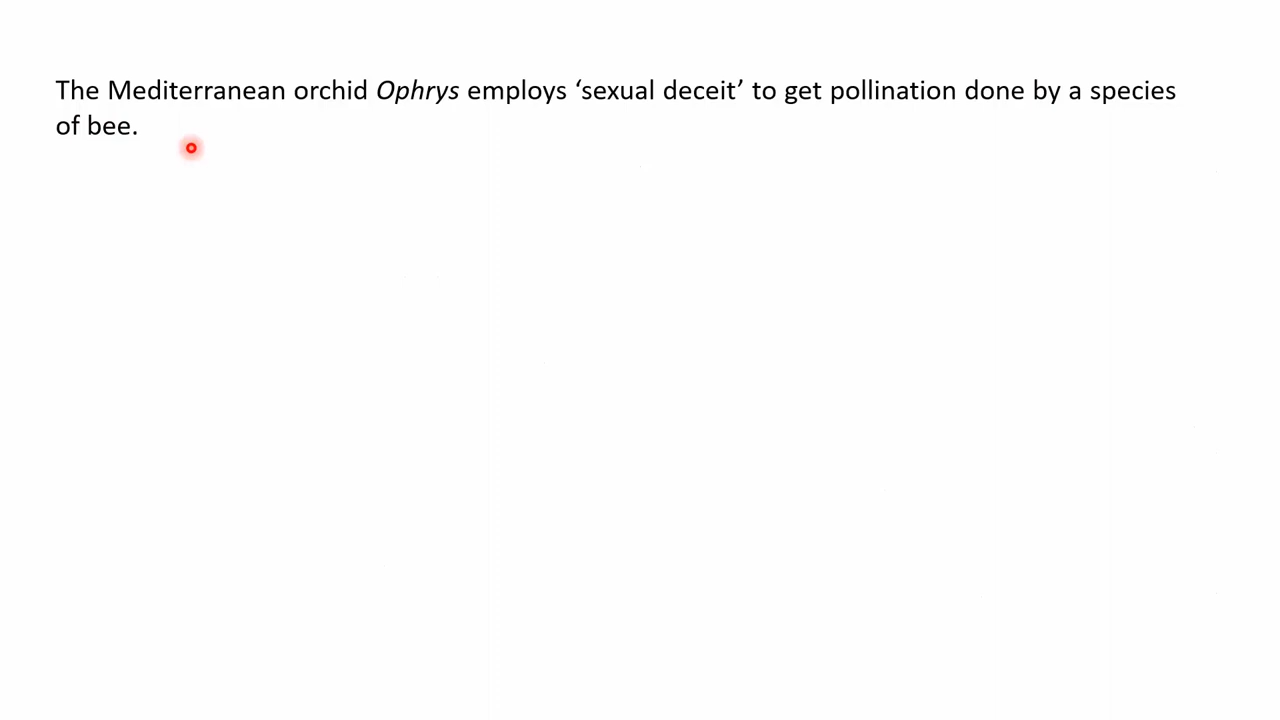 The Mediterranean orchid Ophrys employs ‘sexual deceit’ to get pollination done by a species
of bee.